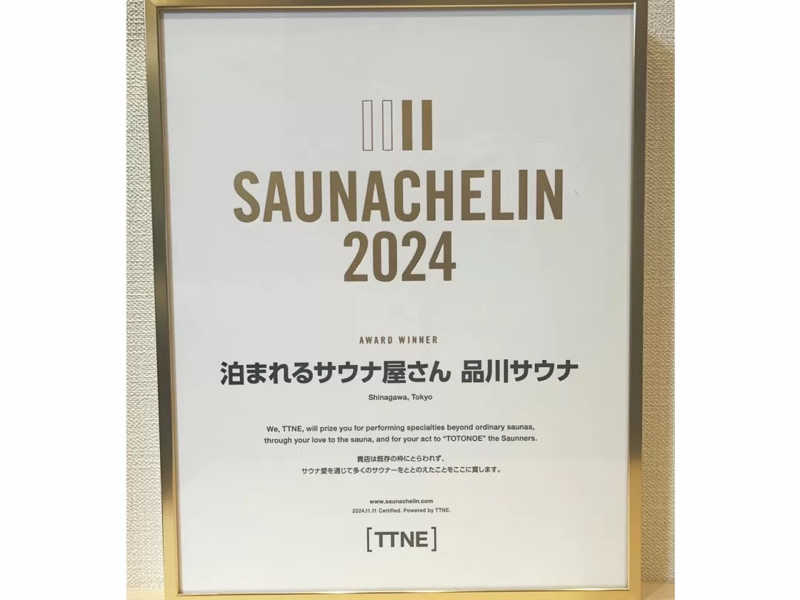 SAUNACHELIN
2024
AWARD WINNER
泊まれるサウナ屋さん 品川サウナ
Shinagawa, Tokyo
We, TTNE, will prize you for performing specialties beyond ordinary saunas,
through your love to the sauna, and for your act to "TOTONOE" the Saunners.
貴店は既存の枠にとらわれず、
サウナ愛を通じて多くのサウナーをととのえたことをここに賞します。
www.saunachelin.com
2024.11.11 Certified. Powered by TTNE.
[TTNE]